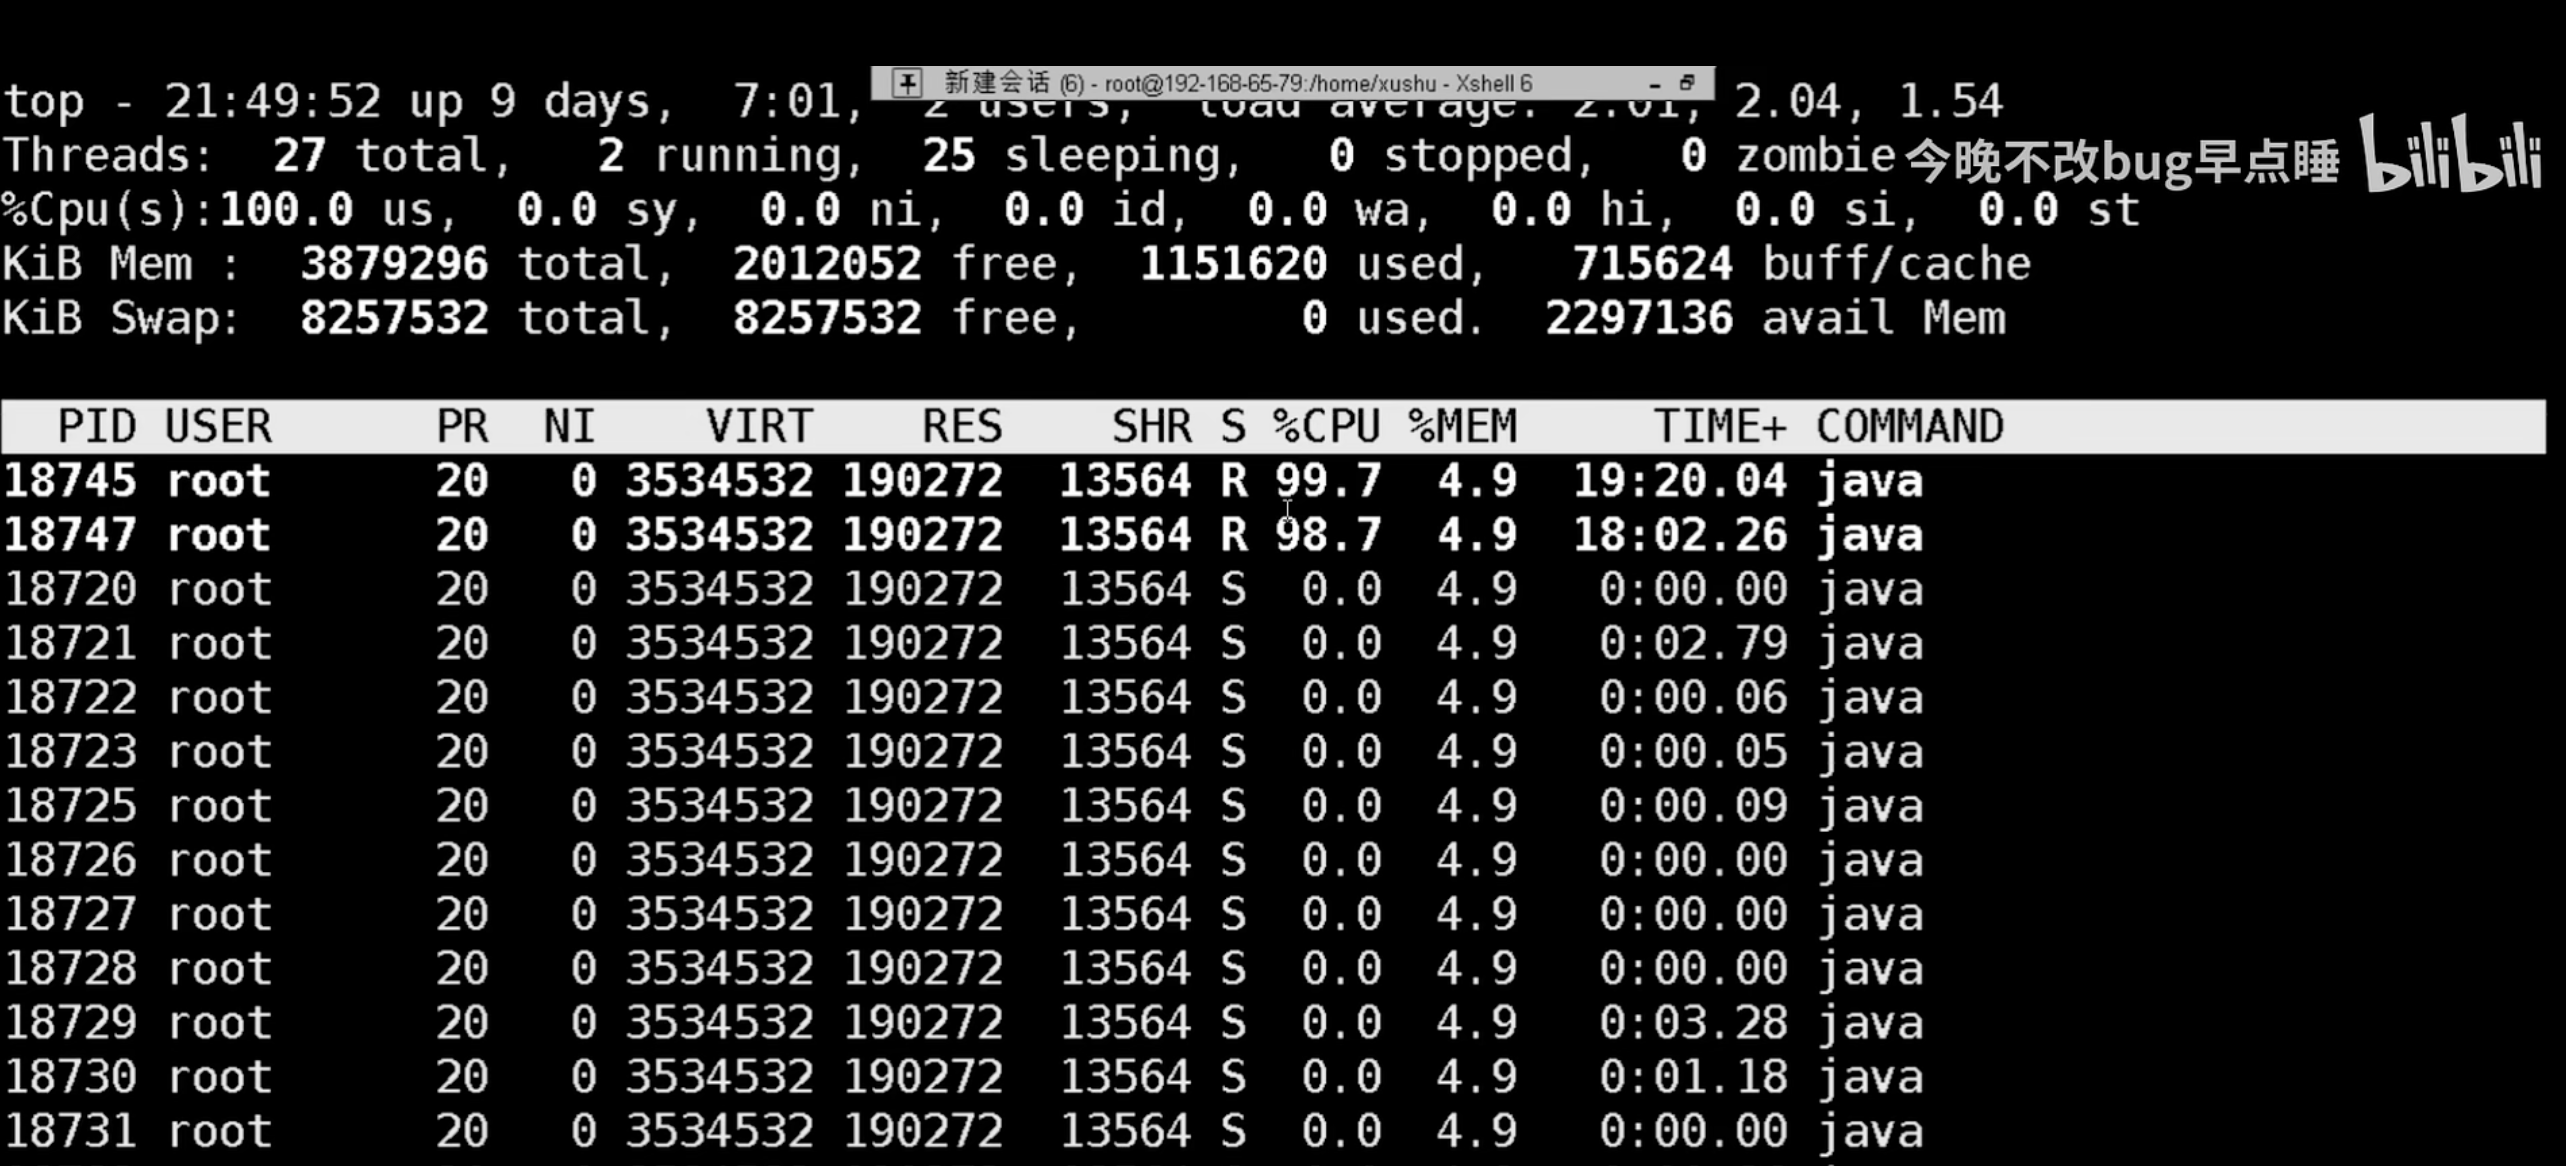 新建会话 (6) - root@192-168-65-79:/home/xushu - Xshell 6
top - 21:49:52 up 9 days,  7:01,  2 users,  load average: 2.01, 2.04, 1.54
Threads:  27 total,   2 running,  25 sleeping,   0 stopped,   0 zombie
今晚不改bug早点睡 bilibili
%Cpu(s):100.0 us,  0.0 sy,  0.0 ni,  0.0 id,  0.0 wa,  0.0 hi,  0.0 si,  0.0 st
KiB Mem :  3879296 total,  2012052 free,  1151620 used,   715624 buff/cache
KiB Swap:  8257532 total,  8257532 free,        0 used.  2297136 avail Mem
PID USER      PR  NI    VIRT    RES    SHR S %CPU %MEM     TIME+ COMMAND
18745 root      20   0 3534532 190272  13564 R 99.7  4.9  19:20.04 java
18747 root      20   0 3534532 190272  13564 R 98.7  4.9  18:02.26 java
18720 root      20   0 3534532 190272  13564 S  0.0  4.9   0:00.00 java
18721 root      20   0 3534532 190272  13564 S  0.0  4.9   0:02.79 java
18722 root      20   0 3534532 190272  13564 S  0.0  4.9   0:00.06 java
18723 root      20   0 3534532 190272  13564 S  0.0  4.9   0:00.05 java
18725 root      20   0 3534532 190272  13564 S  0.0  4.9   0:00.09 java
18726 root      20   0 3534532 190272  13564 S  0.0  4.9   0:00.00 java
18727 root      20   0 3534532 190272  13564 S  0.0  4.9   0:00.00 java
18728 root      20   0 3534532 190272  13564 S  0.0  4.9   0:00.00 java
18729 root      20   0 3534532 190272  13564 S  0.0  4.9   0:03.28 java
18730 root      20   0 3534532 190272  13564 S  0.0  4.9   0:01.18 java
18731 root      20   0 3534532 190272  13564 S  0.0  4.9   0:00.00 java